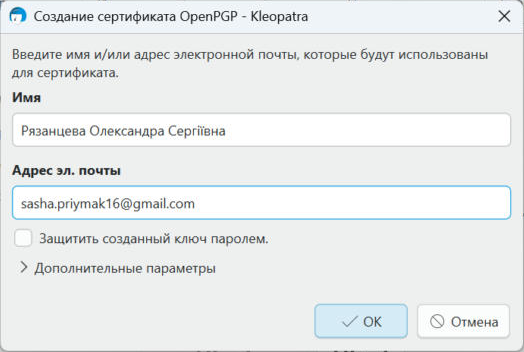 Создание сертификата OpenPGP - Kleopatra
Введите имя и/или адрес электронной почты, которые будут использованы
для сертификата.
Имя
Рязанцева Олександра Сергіївна
Адрес эл. почты
sasha.priymak16@gmail.com
Защитить созданный ключ паролем.
Дополнительные параметры
ОК
Отмена